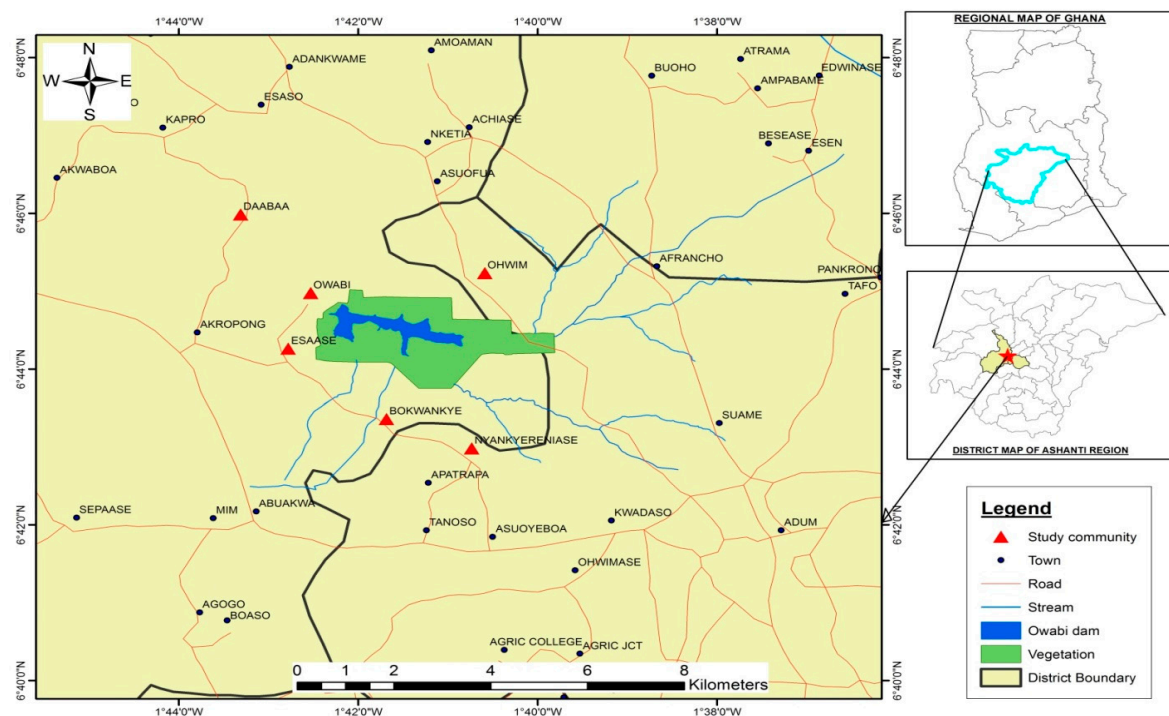 1°44'0"W 1°42'0"W 1°40'0"W 1°38'0"W
REGIONAL MAP OF GHANA
N
W E
S
6°48'0"N
6°46'0"N
6°44'0"N
6°42'0"N
6°40'0"N
AMOAMAN
ATRAMA
ADANKWAME
BUOHO
EDWINASE
AMPABAME
ESASO
KAPRO
ACHIASE
NKETIA
BESEASE
ESEN
AKWABOA
ASUOFUA
DAABAA
OHWIM
AFRANCHO
PANKRONO
TAFO
OWABI
AKROPONG
ESAASE
BOKWANKYE
SUAME
NYANKYERENIASE
APATRAPA
SEPAASE
MIM
ABUAKWA
TANOSO
ASUOYEBOA
KWADASO
ADUM
OHWIMASE
AGOGO
BOASO
AGRIC COLLEGE
AGRIC JCT
0 1 2 4 6 8
Kilometers
6°48'0"N
6°46'0"N
6°44'0"N
6°42'0"N
6°40'0"N
1°44'0"W 1°42'0"W 1°40'0"W 1°38'0"W
DISTRICT MAP OF ASHANTI REGION
Legend
Study community
Town
Road
Stream
Owabi dam
Vegetation
District Boundary